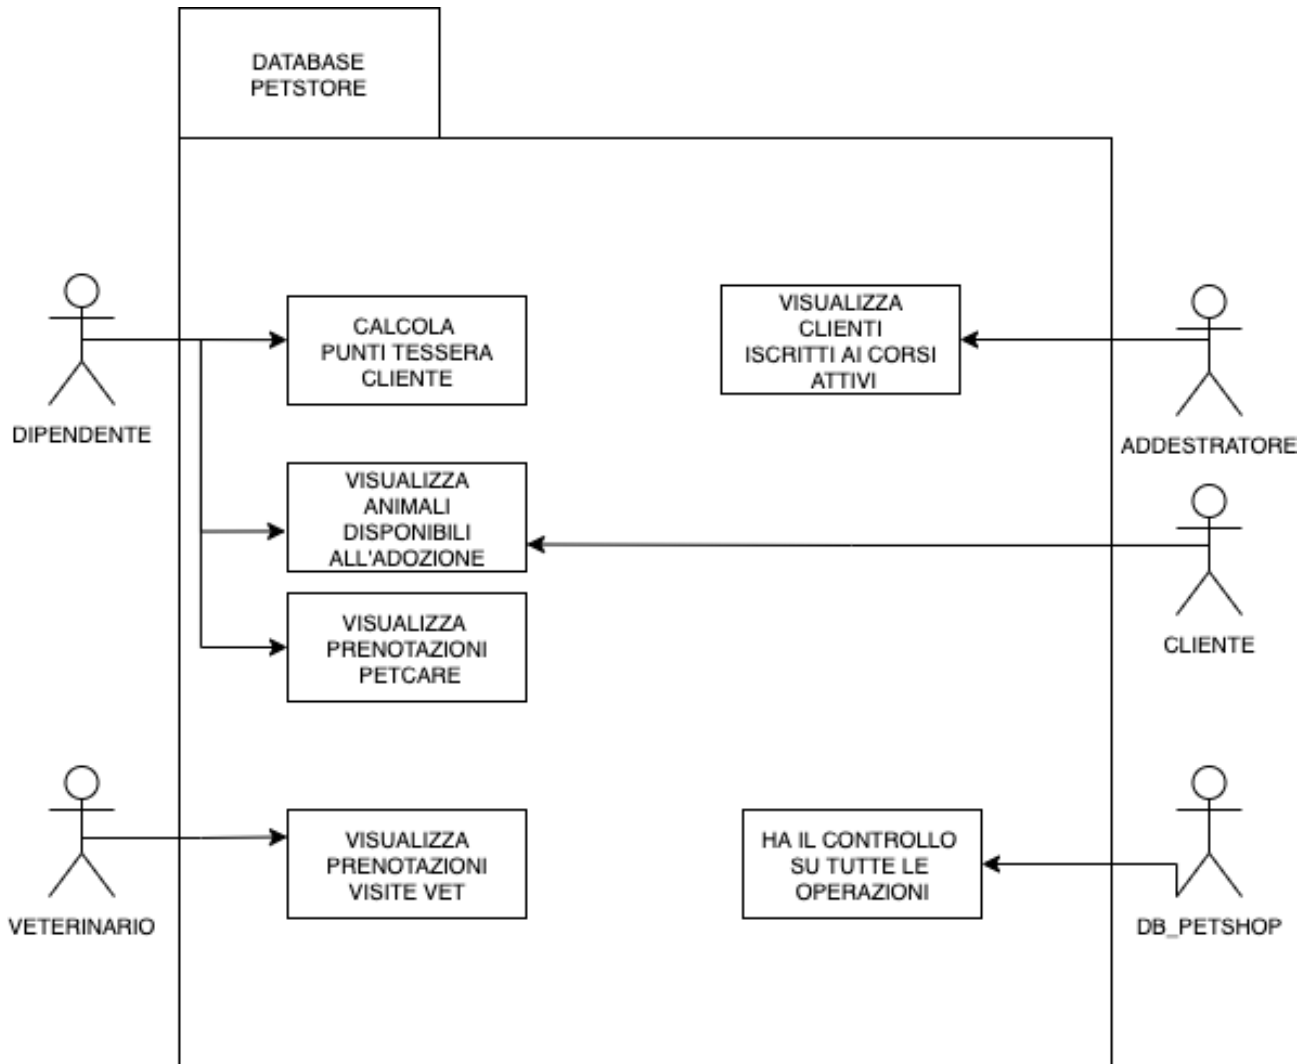 DATABASE
PETSTORE
CALCOLA
PUNTI TESSERA
CLIENTE
VISUALIZZA
CLIENTI
ISCRITTI AI CORSI
ATTIVI
DIPENDENTE
ADDESTRATORE
VISUALIZZA
ANIMALI
DISPONIBILI
ALL'ADOZIONE
VISUALIZZA
PRENOTAZIONI
PETCARE
CLIENTE
VISUALIZZA
PRENOTAZIONI
VISITE VET
HA IL CONTROLLO
SU TUTTE LE
OPERAZIONI
VETERINARIO
DB_PETSHOP